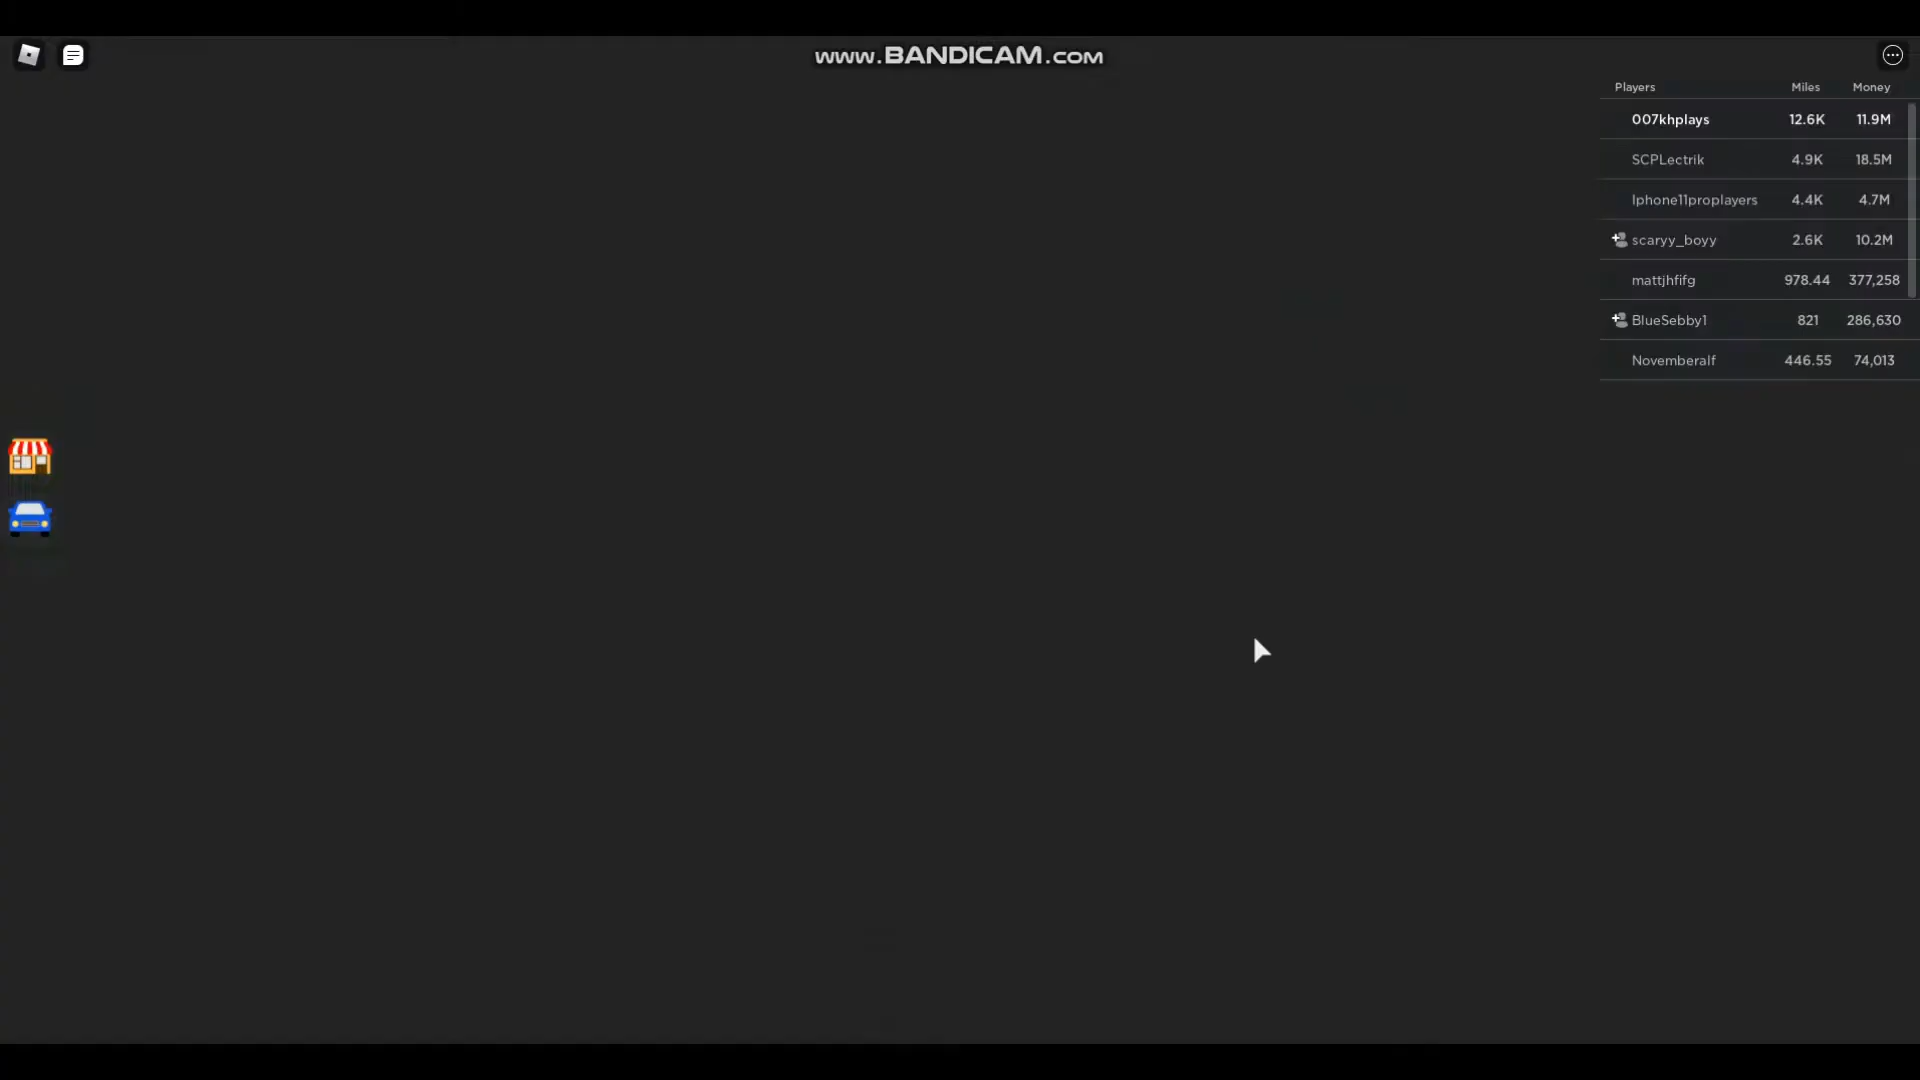 www.BANDICAM.com
Players Miles Money
007khplays 12.6K 11.9M
SCPLectrik 4.9K 18.5M
Iphone11proplayers 4.4K 4.7M
scaryy_boyy 2.6K 10.2M
mattjhfifg 978.44 377,258
BlueSebby1 821 286,630
Novemberalf 446.55 74,013